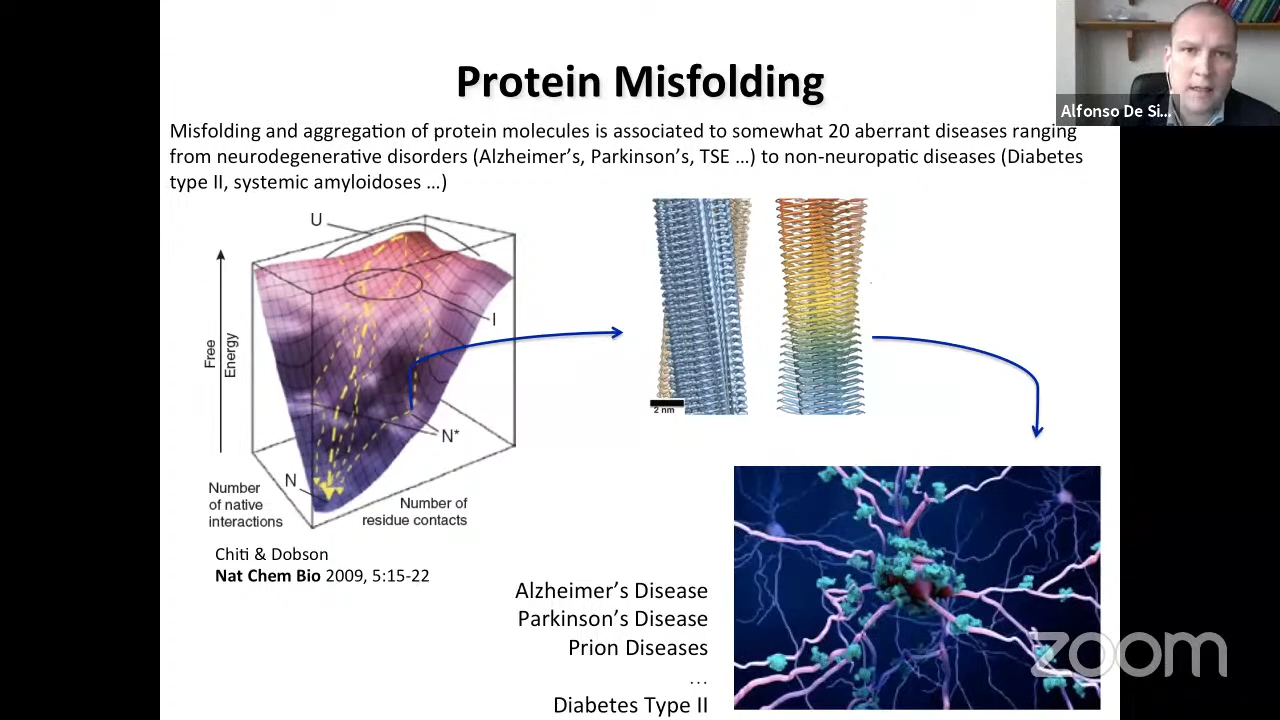 Protein Misfolding
Alfonso De Si...
Misfolding and aggregation of protein molecules is associated to somewhat 20 aberrant diseases ranging
from neurodegenerative disorders (Alzheimer's, Parkinson's, TSE ...) to non-neuropatic diseases (Diabetes
type II, systemic amyloidoses ...)
U
I
Free
Energy
2 nm
N*
N
Number
of native
interactions
Number of
residue contacts
Chiti & Dobson
Nat Chem Bio 2009, 5:15-22
Alzheimer's Disease
Parkinson's Disease
Prion Diseases
...
Diabetes Type II
zoom